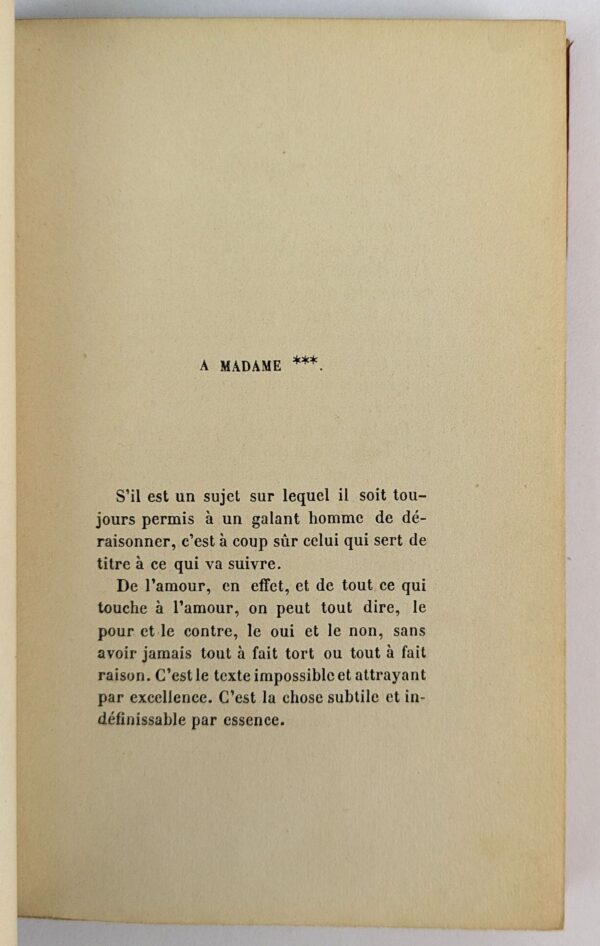 A MADAME ***.
S'il est un sujet sur lequel il soit tou-
jours permis à un galant homme de dé-
raisonner, c'est à coup sûr celui qui sert de
titre à ce qui va suivre.
De l'amour, en effet, et de tout ce qui
touche à l'amour, on peut tout dire, le
pour et le contre, le oui et le non, sans
avoir jamais tout à fait tort ou tout à fait
raison. C'est le texte impossible et attrayant
par excellence. C'est la chose subtile et in-
définissable par essence.